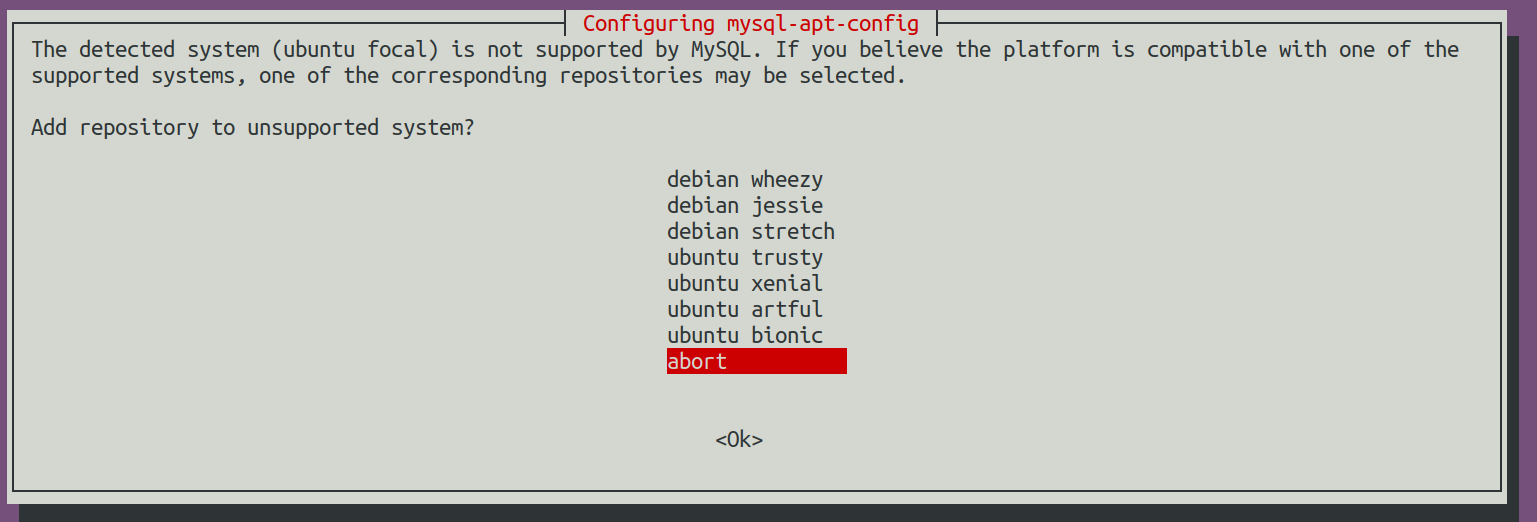 Configuring mysql-apt-config
The detected system (ubuntu focal) is not supported by MySQL. If you believe the platform is compatible with one of the
supported systems, one of the corresponding repositories may be selected.
Add repository to unsupported system?
debian wheezy
debian jessie
debian stretch
ubuntu trusty
ubuntu xenial
ubuntu artful
ubuntu bionic
abort
<Ok>